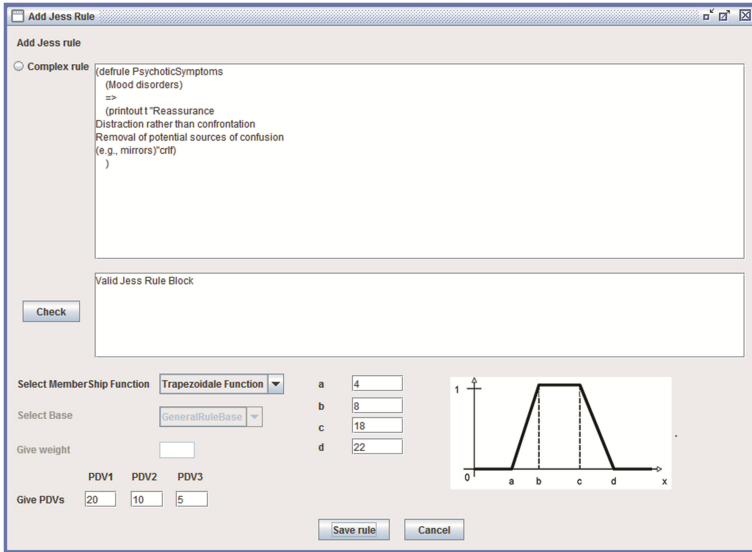 Add Jess Rule
Add Jess rule
Complex rule
(defrule PsychoticSymptoms
(Mood disorders)
=>
(printout t "Reassurance
Distraction rather than confrontation
Removal of potential sources of confusion
(e.g., mirrors)"crlf)
)
Check
Valid Jess Rule Block
Select MemberShip Function Trapezoidale Function
Select Base GeneralRuleBase
Give weight
PDV1 PDV2 PDV3
Give PDVs 20 10 5
a 4
b 8
c 18
d 22
1
0 a b c d x
Save rule Cancel